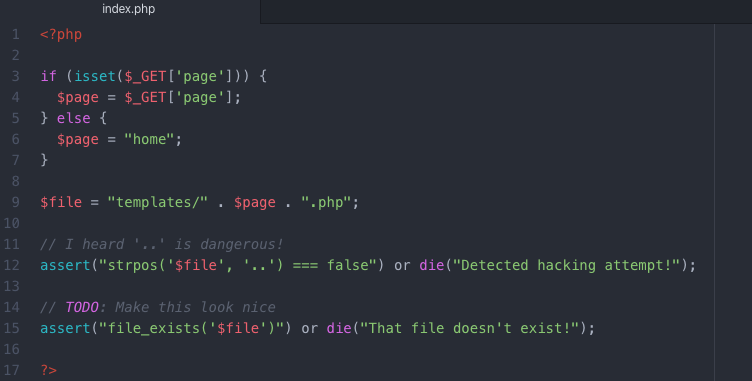 index.php
1 <?php
2
3 if (isset($_GET['page'])) {
4   $page = $_GET['page'];
5 } else {
6   $page = "home";
7 }
8
9 $file = "templates/" . $page . ".php";
10
11 // I heard '..' is dangerous!
12 assert("strpos('$file', '..') === false") or die("Detected hacking attempt!");
13
14 // TODO: Make this look nice
15 assert("file_exists('$file')") or die("That file doesn't exist!");
16
17 ?>